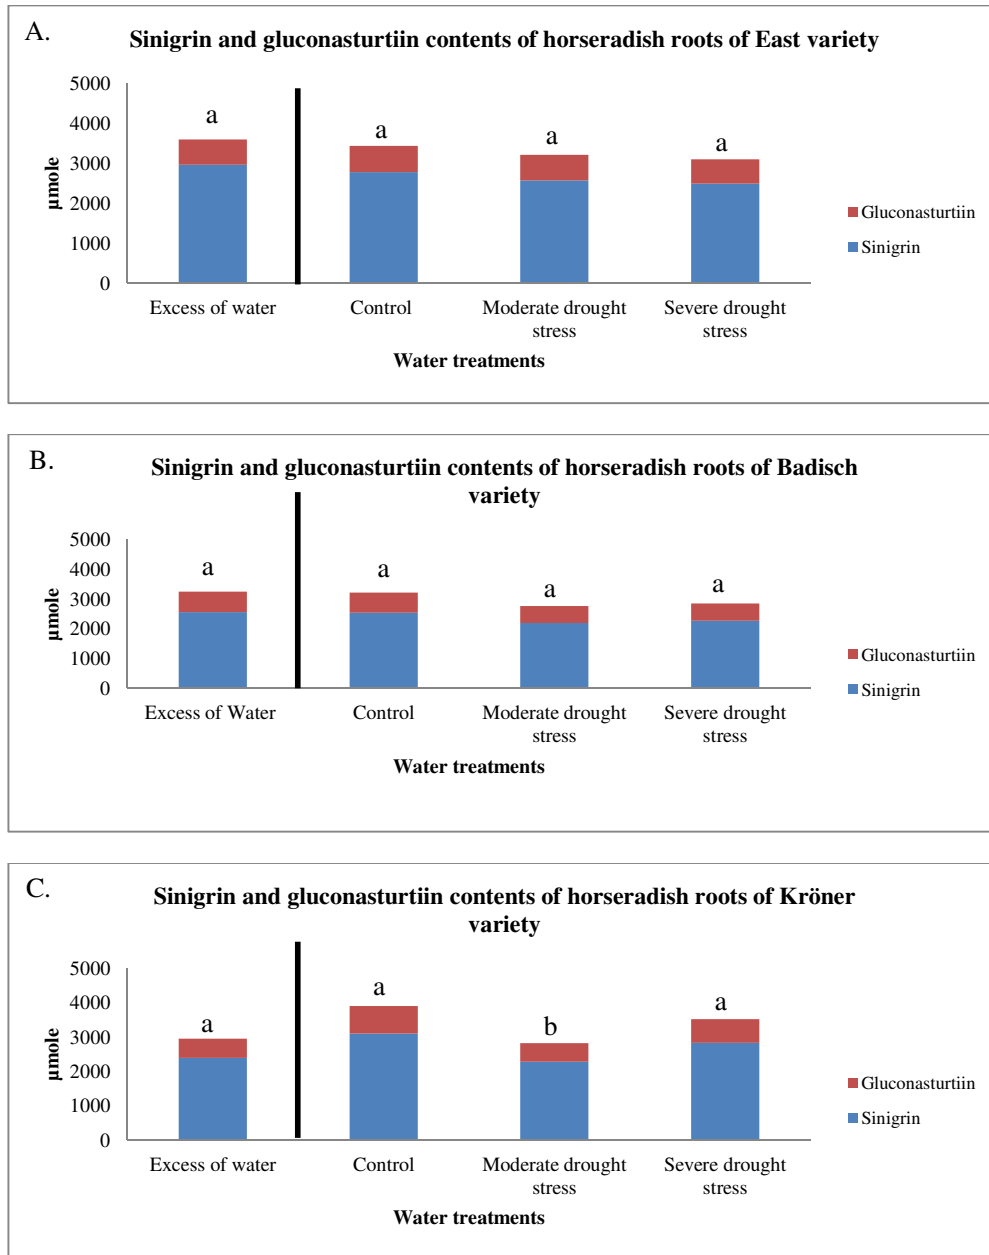 A.
Sinigrin and gluconasturtiin contents of horseradish roots of East variety
5000
4000
3000
2000
1000
0
µmole
a
a
a
a
Gluconasturtiin
Sinigrin
Excess of water
Control
Moderate drought
stress
Severe drought
stress
Water treatments
B.
Sinigrin and gluconasturtiin contents of horseradish roots of Badisch
variety
5000
4000
3000
2000
1000
0
µmole
a
a
a
a
Gluconasturtiin
Sinigrin
Excess of Water
Control
Moderate drought
stress
Severe drought
stress
Water treatments
C.
Sinigrin and gluconasturtiin contents of horseradish roots of Kröner
variety
5000
4000
3000
2000
1000
0
µmole
a
a
b
a
Gluconasturtiin
Sinigrin
Excess of water
Control
Moderate drought
stress
Severe drought
stress
Water treatments